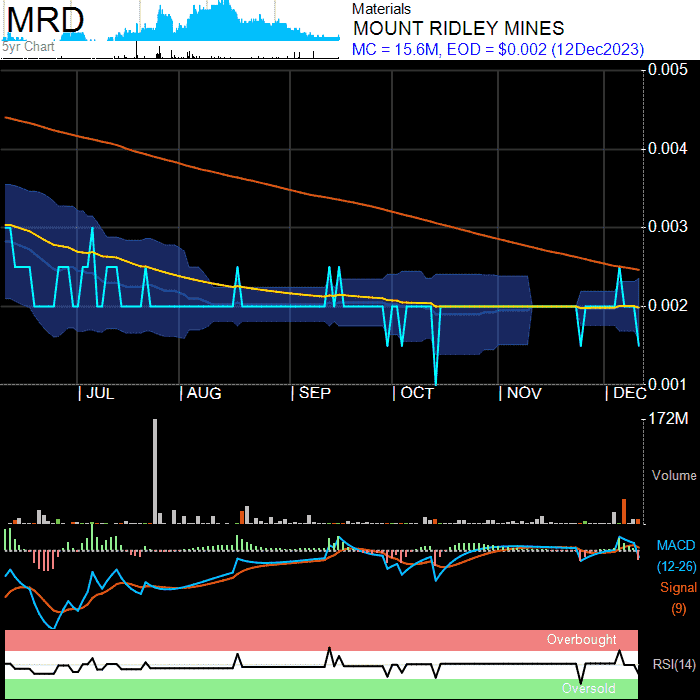 MRD
5yr Chart
Materials
MOUNT RIDLEY MINES
MC = 15.6M, EOD = $0.002 (12Dec2023)
0.005
0.004
0.003
0.002
0.001
JUL AUG SEP OCT NOV DEC
172M
Volume
MACD
(12-26)
Signal
(9)
Overbought
RSI(14)
Oversold